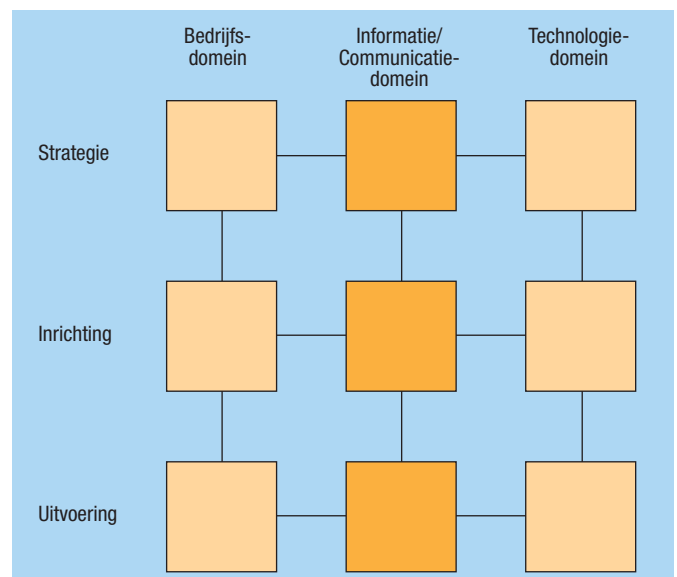 Bedrijfs-
domein
Informatie/
Communicatie-
domein
Technologie-
domein
Strategie
Inrichting
Uitvoering